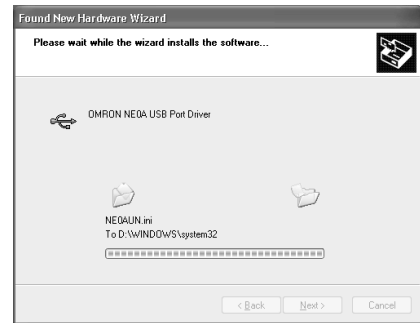 Found New Hardware Wizard
Please wait while the wizard installs the software...
OMRON NE0A USB Port Driver
NE0AUN.ini
To D:\WINDOWS\system32
< Back
Next >
Cancel